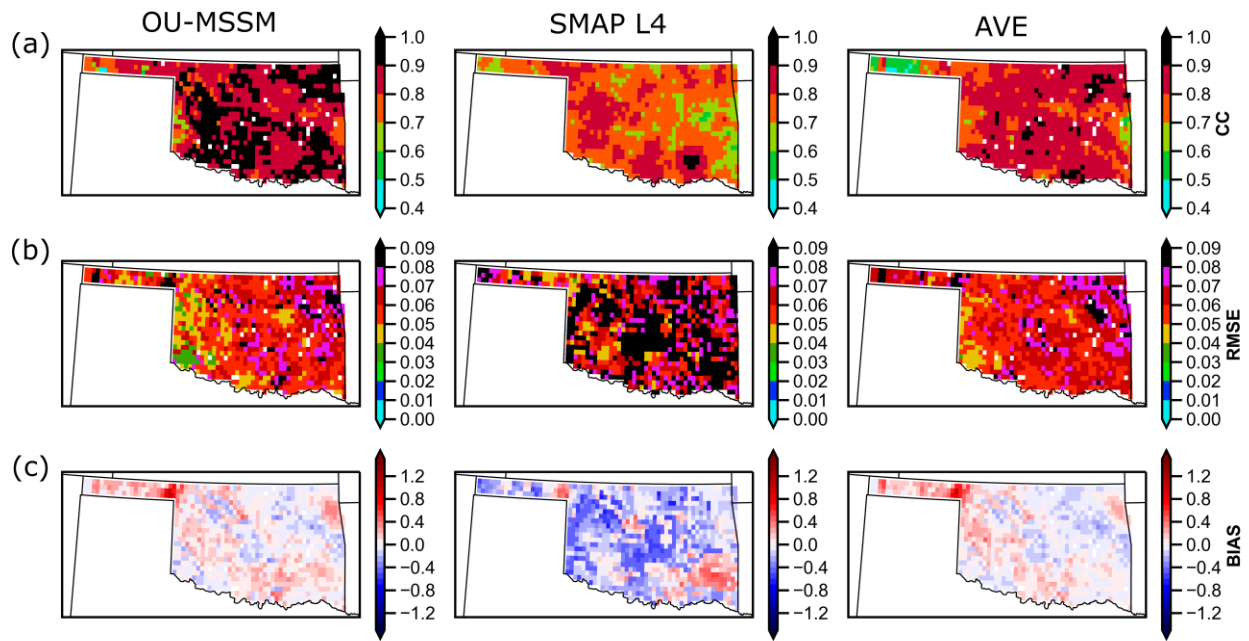 OU-MSSM SMAP L4 AVE
(a)
1.0 1.0 1.0
0.9 0.9 0.9
0.8 0.8 0.8
0.7 0.7 0.7 CC
0.6 0.6 0.6
0.5 0.5 0.5
0.4 0.4 0.4
(b)
0.09 0.09 0.09
0.08 0.08 0.08
0.07 0.07 0.07
0.06 0.06 0.06
0.05 0.05 0.05 RMSE
0.04 0.04 0.04
0.03 0.03 0.03
0.02 0.02 0.02
0.01 0.01 0.01
0.00 0.00 0.00
(c)
1.2 1.2 1.2
0.8 0.8 0.8
0.4 0.4 0.4
0.0 0.0 0.0 BIAS
−0.4 −0.4 −0.4
−0.8 −0.8 −0.8
−1.2 −1.2 −1.2